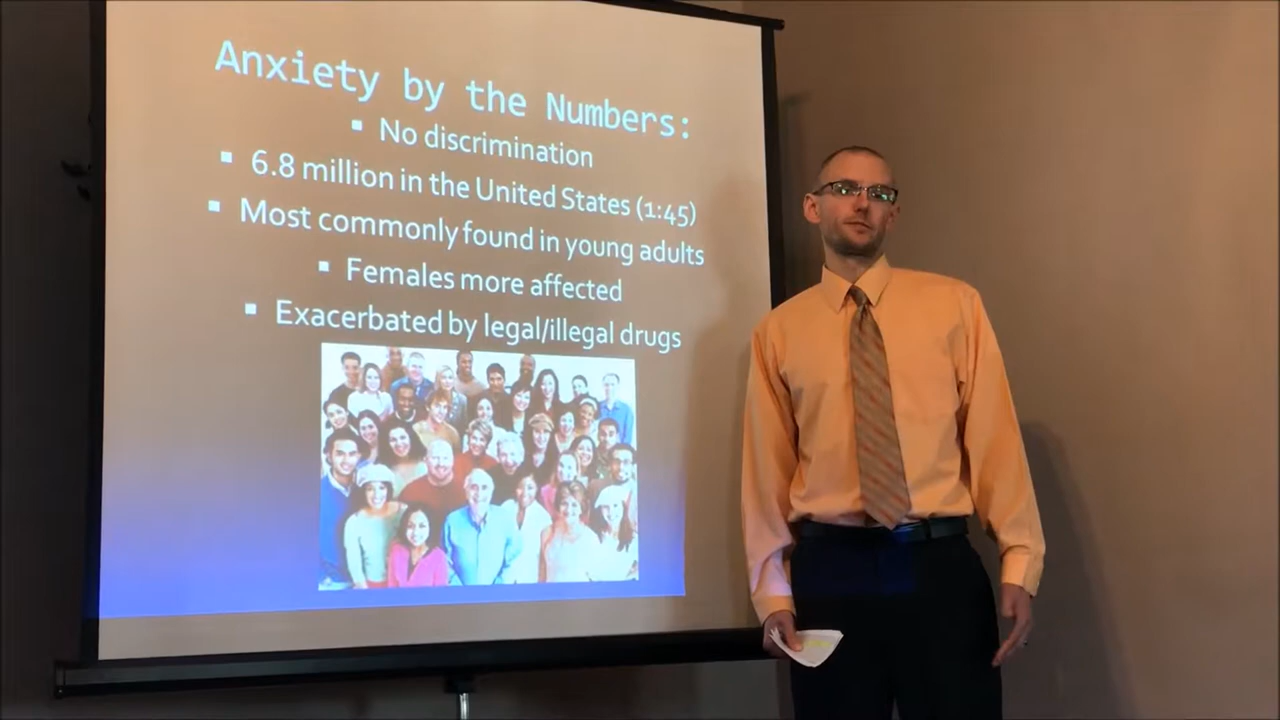 Anxiety by the Numbers:
▪ No discrimination
▪ 6.8 million in the United States (1:45)
▪ Most commonly found in young adults
▪ Females more affected
▪ Exacerbated by legal/illegal drugs